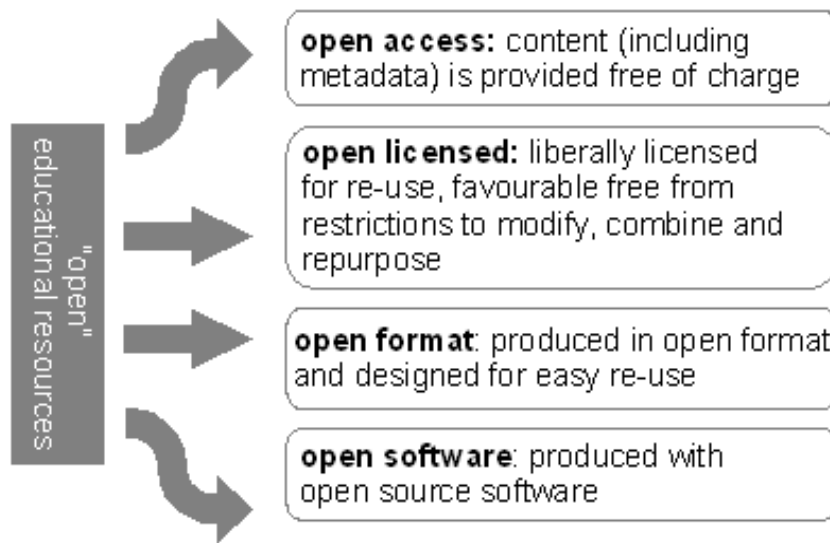 "open"
educational resources
open access: content (including
metadata) is provided free of charge
open licensed: liberally licensed
for re-use, favourable free from
restrictions to modify, combine and
repurpose
open format: produced in open format
and designed for easy re-use
open software: produced with
open source software